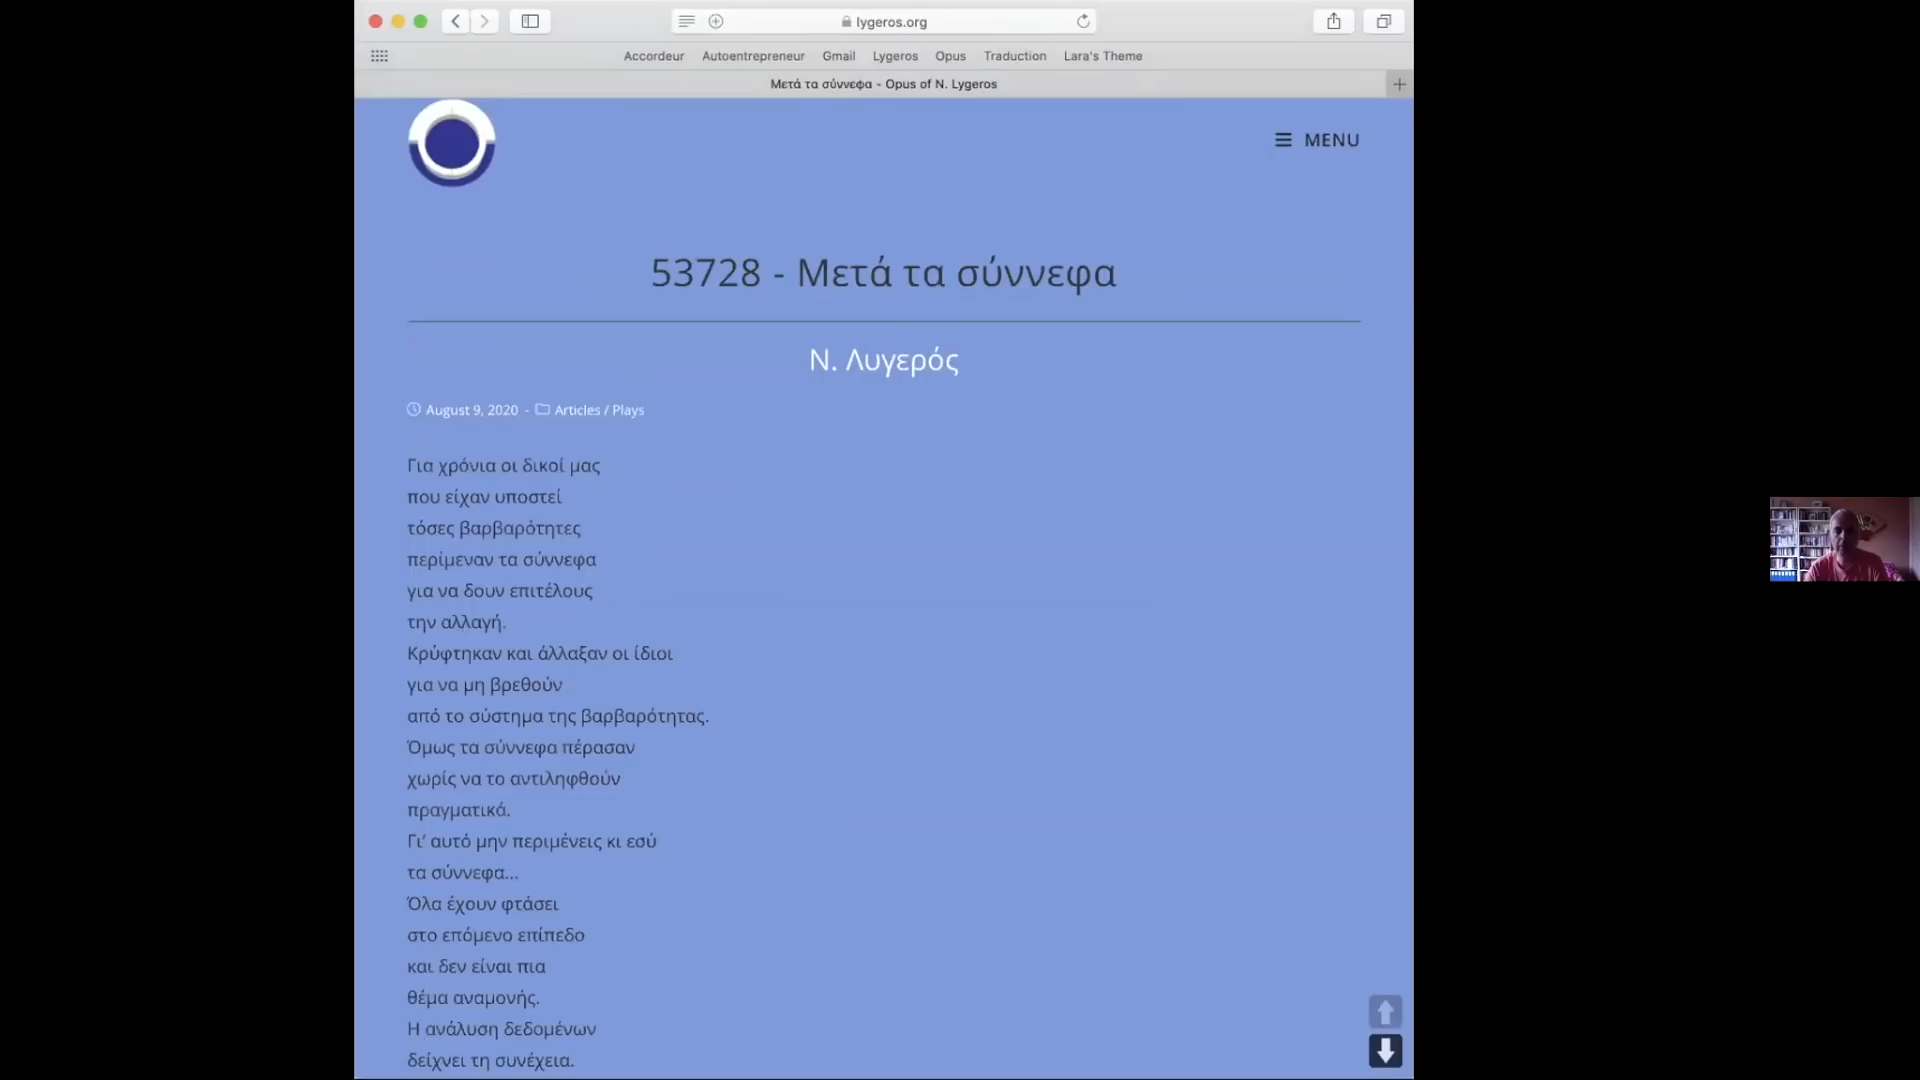 lygeros.org
Accordeur Autoentrepreneur Gmail Lygeros Opus Traduction Lara's Theme
Μετά τα σύννεφα - Opus of N. Lygeros
MENU
53728 - Μετά τα σύννεφα
Ν. Λυγερός
August 9, 2020 - Articles / Plays
Για χρόνια οι δικοί μας
που είχαν υποστεί
τόσες βαρβαρότητες
περίμεναν τα σύννεφα
για να δουν επιτέλους
την αλλαγή.
Κρύφτηκαν και άλλαξαν οι ίδιοι
για να μη βρεθούν
από το σύστημα της βαρβαρότητας.
Όμως τα σύννεφα πέρασαν
χωρίς να το αντιληφθούν
πραγματικά.
Γι’ αυτό μην περιμένεις κι εσύ
τα σύννεφα…
Όλα έχουν φτάσει
στο επόμενο επίπεδο
και δεν είναι πια
θέμα αναμονής.
Η ανάλυση δεδομένων
δείχνει τη συνέχεια.